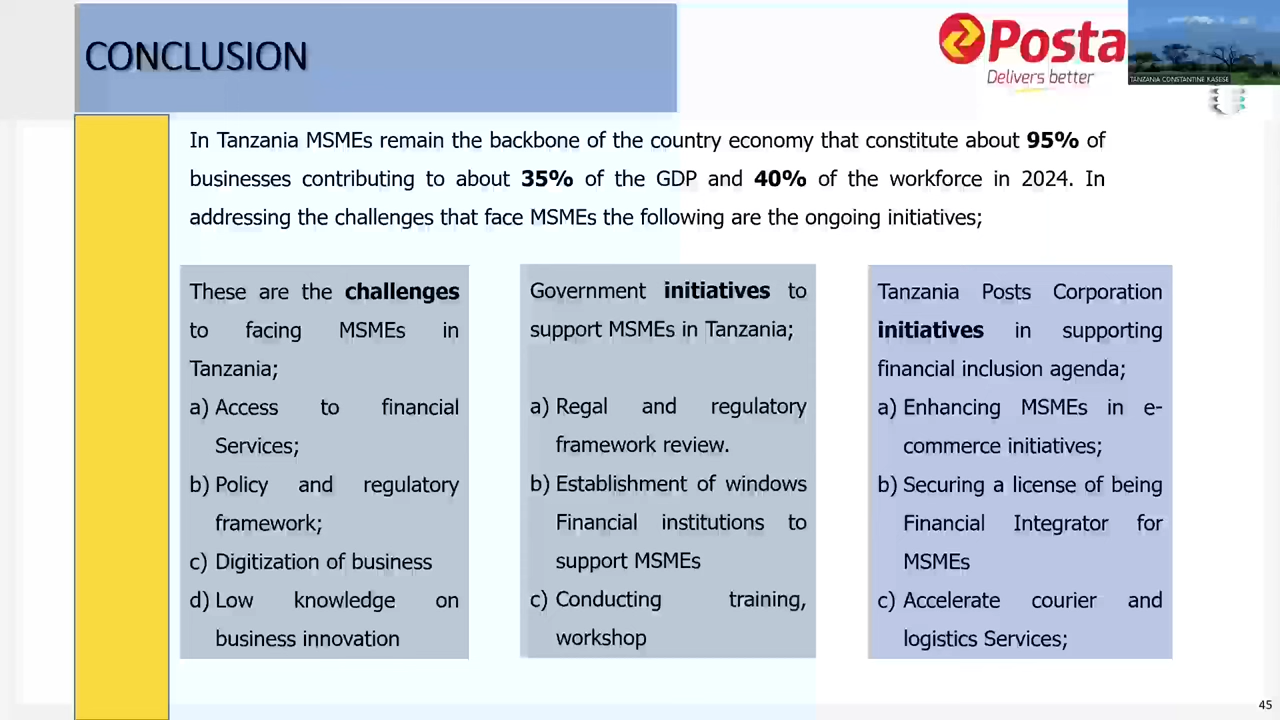 CONCLUSION
Posta
Delivers better
TANZANIA CONSTANTINE KASESE
In Tanzania MSMEs remain the backbone of the country economy that constitute about 95% of
businesses contributing to about 35% of the GDP and 40% of the workforce in 2024. In
addressing the challenges that face MSMEs the following are the ongoing initiatives;
These are the challenges
to facing MSMEs in
Tanzania;
a) Access to financial
Services;
b) Policy and regulatory
framework;
c) Digitization of business
d) Low knowledge on
business innovation
Government initiatives to
support MSMEs in Tanzania;
a) Regal and regulatory
framework review.
b) Establishment of windows
Financial institutions to
support MSMEs
c) Conducting training,
workshop
Tanzania Posts Corporation
initiatives in supporting
financial inclusion agenda;
a) Enhancing MSMEs in e-
commerce initiatives;
b) Securing a license of being
Financial Integrator for
MSMEs
c) Accelerate courier and
logistics Services;
45